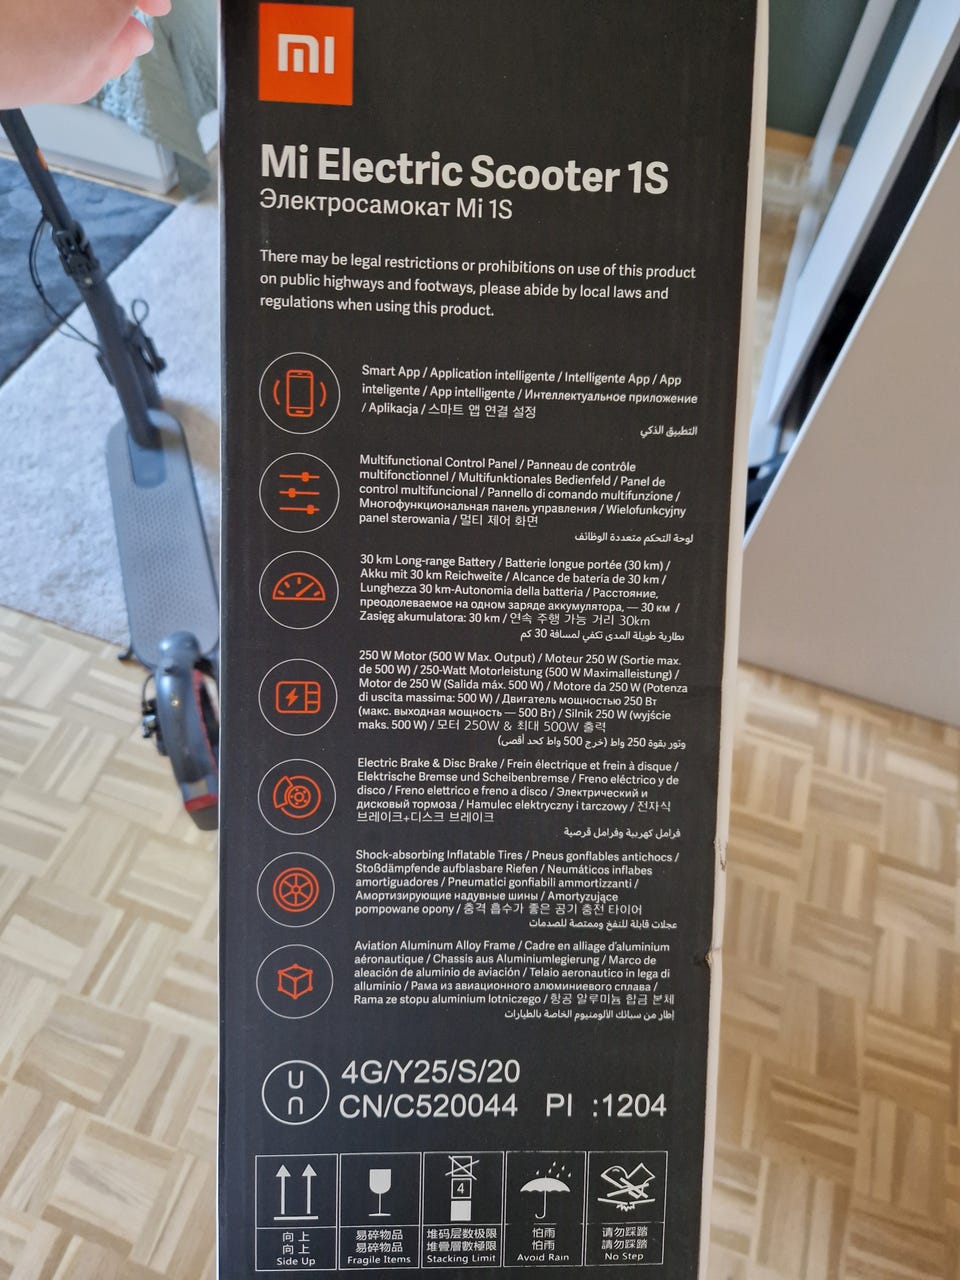 mi
Mi Electric Scooter 1S
Электросамокат Mi 1S
There may be legal restrictions or prohibitions on use of this product
on public highways and footways, please abide by local laws and
regulations when using this product.
Smart App / Application intelligente / Intelligente App / App
inteligente / App intelligente / Интеллектуальное приложение
/ Aplikacja / 스마트 앱 연결 설정
التطبيق الذكي
Multifunctional Control Panel / Panneau de contrôle
multifonctionnel / Multifunktionales Bedienfeld / Panel de
control multifuncional / Pannello di comando multifunzione /
Многофункциональная панель управления / Wielofunkcyjny
panel sterowania / 멀티 제어 화면
لوحة التحكم متعددة الوظائف
30 km Long-range Battery / Batterie longue portée (30 km) /
Akku mit 30 km Reichweite / Alcance de batería de 30 km /
Lunghezza 30 km-Autonomia della batteria / Расстояние,
преодолеваемое на одном заряде аккумулятора, — 30 км /
Zasięg akumulatora: 30 km / 연속 주행 가능 거리 30km
بطارية طويلة المدى تكفي لمسافة 30 كم
250 W Motor (500 W Max. Output) / Moteur 250 W (Sortie max.
de 500 W) / 250-Watt Motorleistung (500 W Maximalleistung) /
Motor de 250 W (Salida máx. 500 W) / Motore da 250 W (Potenza
di uscita massima: 500 W) / Двигатель мощностью 250 Вт
(макс. выходная мощность — 500 Вт) / Silnik 250 W (wyjście
maks. 500 W) / 모터 250W & 최대 500W 출력
وتور بقوة 250 واط (خرج 500 واط كحد أقصى)
Electric Brake & Disc Brake / Frein électrique et frein à disque /
Elektrische Bremse und Scheibenbremse / Freno eléctrico y de
disco / Freno elettrico e freno a disco / Электрический и
дисковый тормоза / Hamulec elektryczny i tarczowy / 전자식
브레이크+디스크 브레이크
فرامل كهربية وفرامل قرصية
Shock-absorbing Inflatable Tires / Pneus gonflables antichocs /
Stoßdämpfende aufblasbare Riefen / Neumáticos inflabes
amortiguadores / Pneumatici gonfiabili ammortizzanti /
Амортизирующие надувные шины / Amortyzujące
pompowane opony / 충격 흡수가 좋은 공기 충전 타이어
عجلات قابلة للنفخ وممتصة للصدمات
Aviation Aluminum Alloy Frame / Cadre en alliage d'aluminium
aéronautique / Chassis aus Aluminiumlegierung / Marco de
aleación de aluminio de aviación / Telaio aeronautico in lega di
alluminio / Рама из авиационного алюминиевого сплава /
Rama ze stopu aluminium lotniczego / 항공 알루미늄 합금 본체
إطار من سبائك الألومنيوم الخاصة بالطيارات
u
n
4G/Y25/S/20
CN/C520044 PI :1204
4
向上 易碎物品 堆码层数极限 怕雨 请勿踩踏
向上 易碎物品 堆疊層數極限 怕雨 請勿踩踏
Side Up Fragile Items Stacking Limit Avoid Rain No Step